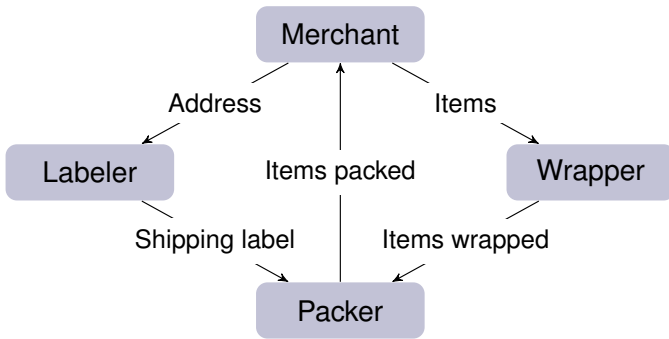 Merchant
Address
Items
Labeler
Items packed
Wrapper
Shipping label
Items wrapped
Packer